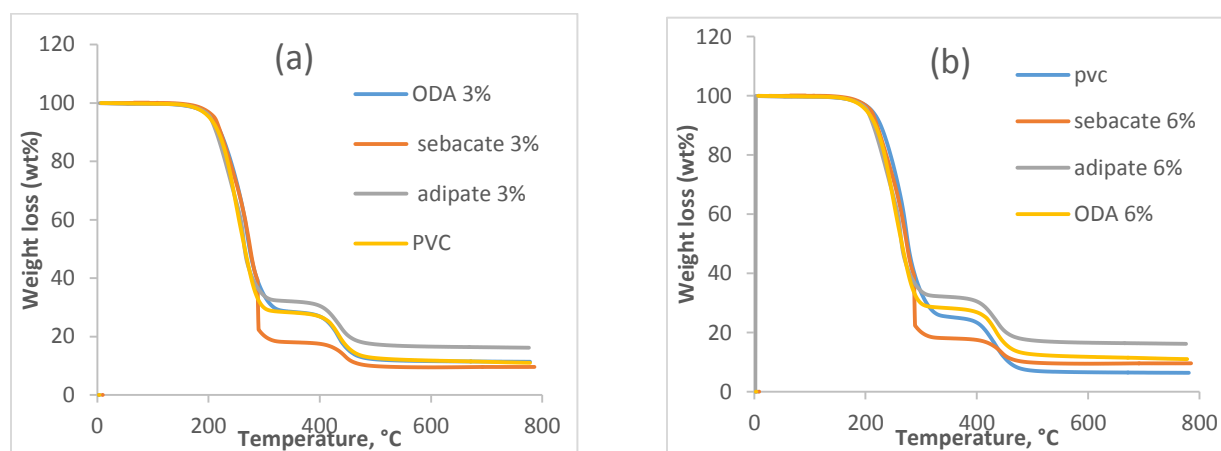 (a)
120
100
80
60
40
20
0
0 200 400 600 800
Weight loss (wt%)
Temperature, °C
ODA 3%
sebacate 3%
adipate 3%
PVC
(b)
120
100
80
60
40
20
0
0 200 400 600 800
Weight loss (wt%)
Temperature, °C
pvc
sebacate 6%
adipate 6%
ODA 6%